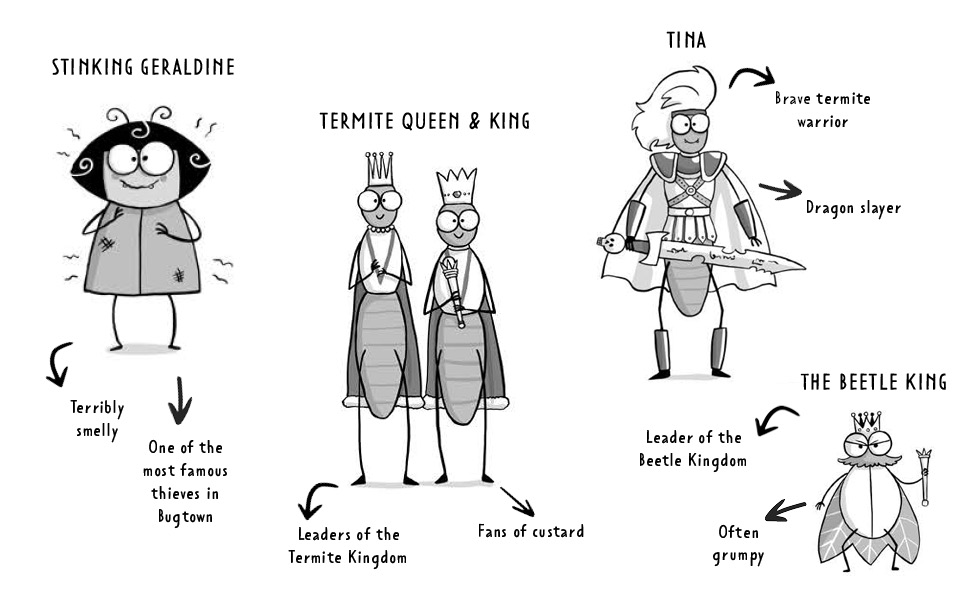 STINKING GERALDINE
Terribly
smelly
One of the
most famous
thieves in
Bugtown
TERMITE QUEEN & KING
Leaders of the
Termite Kingdom
Fans of custard
TINA
Brave termite
warrior
Dragon slayer
THE BEETLE KING
Leader of the
Beetle Kingdom
Often
grumpy